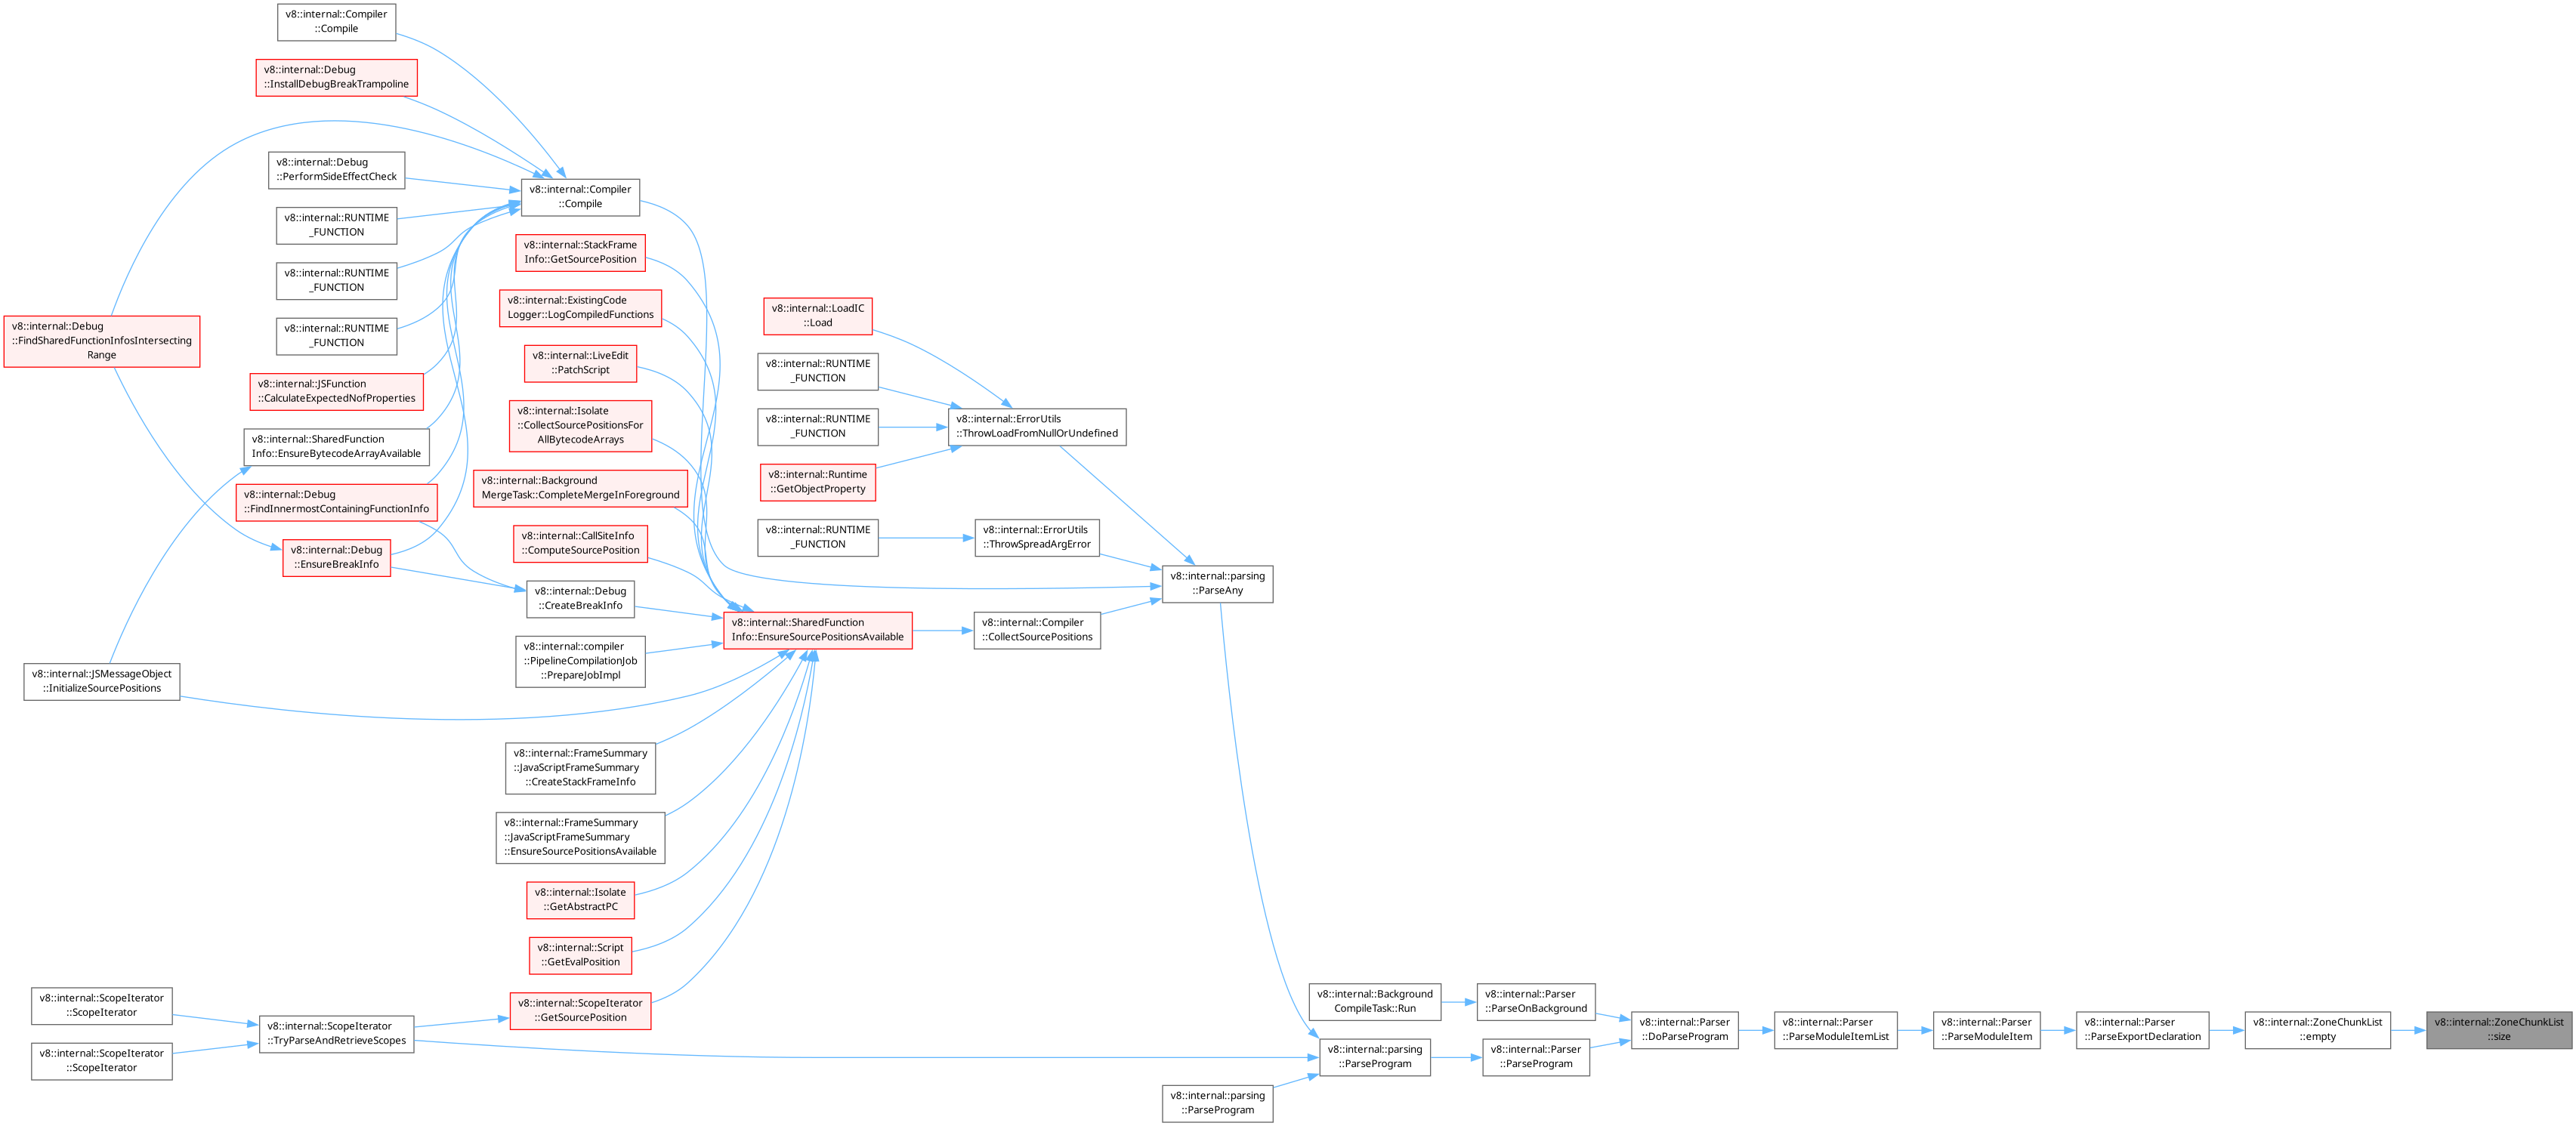 v8::internal::Compiler
::Compile
v8::internal::Debug
::InstallDebugBreakTrampoline
v8::internal::Debug
::PerformSideEffectCheck
v8::internal::RUNTIME
_FUNCTION
v8::internal::RUNTIME
_FUNCTION
v8::internal::RUNTIME
_FUNCTION
v8::internal::Debug
::FindSharedFunctionInfosIntersecting
Range
v8::internal::JSFunction
::CalculateExpectedNofProperties
v8::internal::SharedFunction
Info::EnsureBytecodeArrayAvailable
v8::internal::Debug
::FindInnermostContainingFunctionInfo
v8::internal::Debug
::EnsureBreakInfo
v8::internal::JSMessageObject
::InitializeSourcePositions
v8::internal::ScopeIterator
::ScopeIterator
v8::internal::ScopeIterator
::ScopeIterator
v8::internal::ScopeIterator
::TryParseAndRetrieveScopes
v8::internal::Compiler
::Compile
v8::internal::StackFrame
Info::GetSourcePosition
v8::internal::ExistingCode
Logger::LogCompiledFunctions
v8::internal::LiveEdit
::PatchScript
v8::internal::Isolate
::CollectSourcePositionsFor
AllBytecodeArrays
v8::internal::Background
MergeTask::CompleteMergeInForeground
v8::internal::CallSiteInfo
::ComputeSourcePosition
v8::internal::Debug
::CreateBreakInfo
v8::internal::compiler
::PipelineCompilationJob
::PrepareJobImpl
v8::internal::FrameSummary
::JavaScriptFrameSummary
::CreateStackFrameInfo
v8::internal::FrameSummary
::JavaScriptFrameSummary
::EnsureSourcePositionsAvailable
v8::internal::Isolate
::GetAbstractPC
v8::internal::Script
::GetEvalPosition
v8::internal::ScopeIterator
::GetSourcePosition
v8::internal::SharedFunction
Info::EnsureSourcePositionsAvailable
v8::internal::LoadIC
::Load
v8::internal::RUNTIME
_FUNCTION
v8::internal::RUNTIME
_FUNCTION
v8::internal::Runtime
::GetObjectProperty
v8::internal::RUNTIME
_FUNCTION
v8::internal::ErrorUtils
::ThrowLoadFromNullOrUndefined
v8::internal::ErrorUtils
::ThrowSpreadArgError
v8::internal::Compiler
::CollectSourcePositions
v8::internal::parsing
::ParseAny
v8::internal::Background
CompileTask::Run
v8::internal::parsing
::ParseProgram
v8::internal::parsing
::ParseProgram
v8::internal::Parser
::ParseOnBackground
v8::internal::Parser
::ParseProgram
v8::internal::Parser
::DoParseProgram
v8::internal::Parser
::ParseModuleItemList
v8::internal::Parser
::ParseModuleItem
v8::internal::Parser
::ParseExportDeclaration
v8::internal::ZoneChunkList
::empty
v8::internal::ZoneChunkList
::size